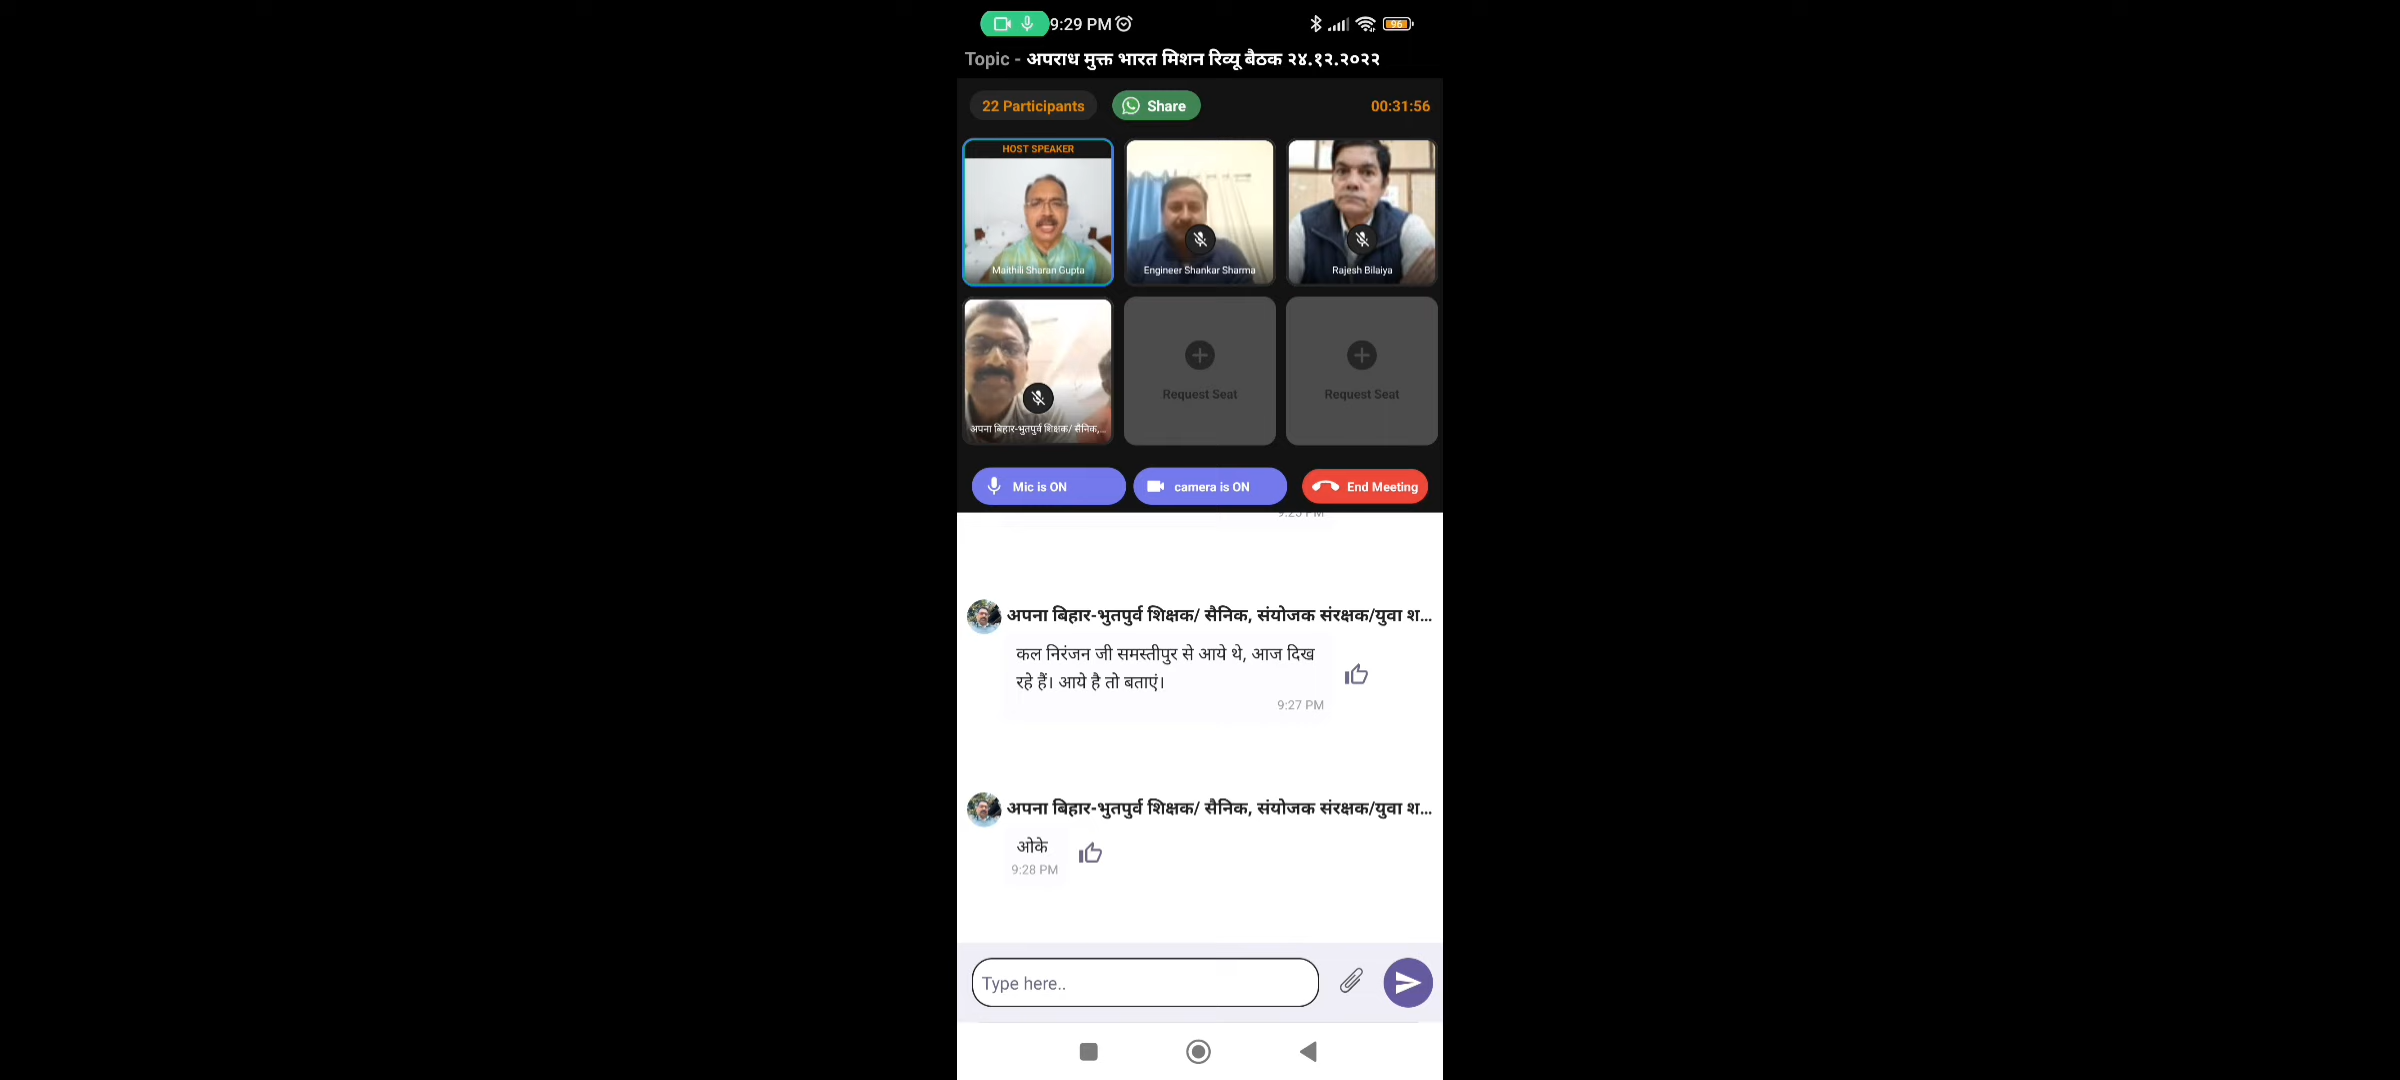 9:29 PM
96
Topic - अपराध मुक्त भारत मिशन रिव्यू बैठक २४.१२.२०२२
22 Participants
Share
00:31:56
HOST SPEAKER
Maithili Sharan Gupta
Engineer Shankar Sharma
Rajesh Bilaiya
अपना बिहार-भुतपुर्व शिक्षक/ सैनिक,...
Request Seat
Request Seat
Mic is ON
camera is ON
End Meeting
अपना बिहार-भुतपुर्व शिक्षक/ सैनिक, संयोजक संरक्षक/युवा श...
कल निरंजन जी समस्तीपुर से आये थे, आज दिख
रहे हैं। आये है तो बताएं।
9:27 PM
अपना बिहार-भुतपुर्व शिक्षक/ सैनिक, संयोजक संरक्षक/युवा श...
ओके
9:28 PM
Type here..